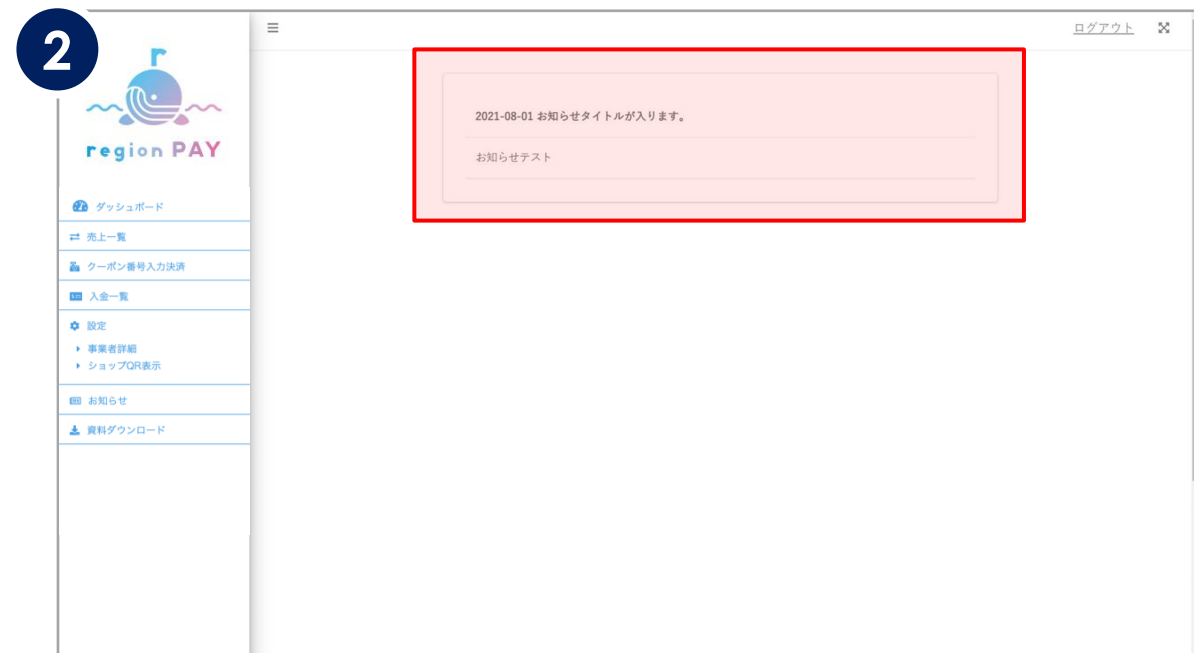 2
ログアウト
region PAY
2021-08-01 お知らせタイトルが入ります。
お知らせテスト
ダッシュボード
売上一覧
クーポン番号入力決済
入金一覧
設定
事業者詳細
ショップQR表示
お知らせ
資料ダウンロード